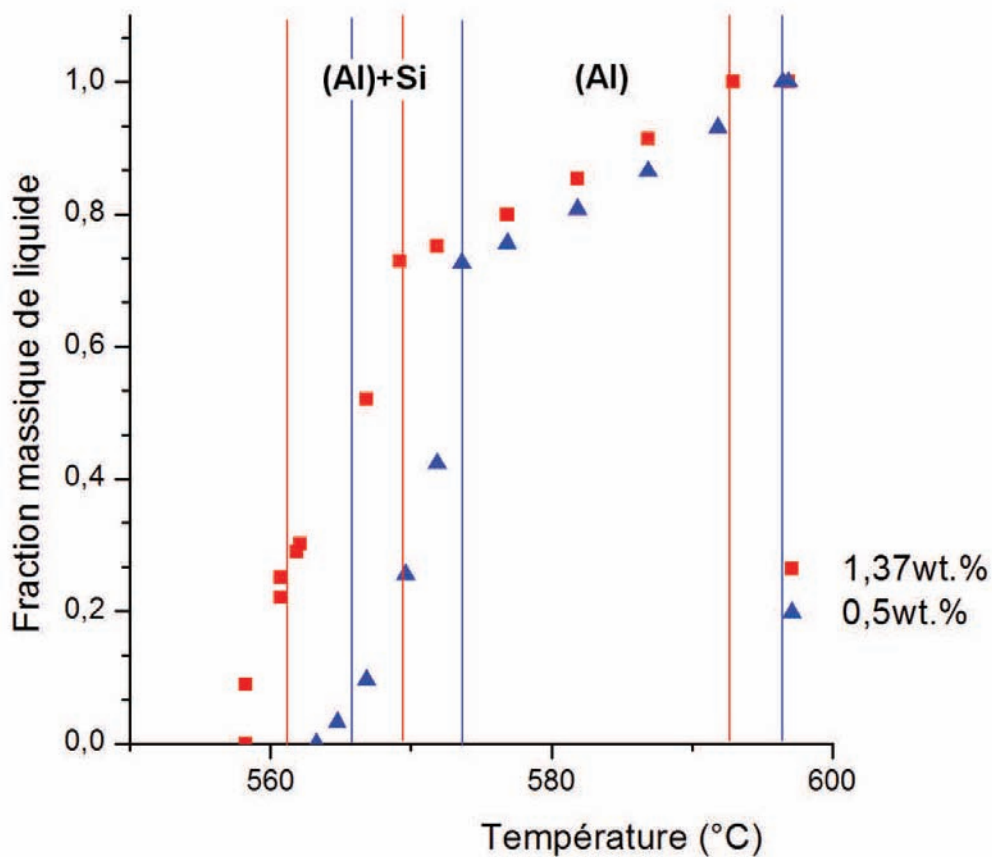 (Al)+Si
(Al)
1,0
0,8
0,6
0,4
0,2
0,0
Fraction massique de liquide
560
580
600
Température (°C)
1,37wt.%
0,5wt.%